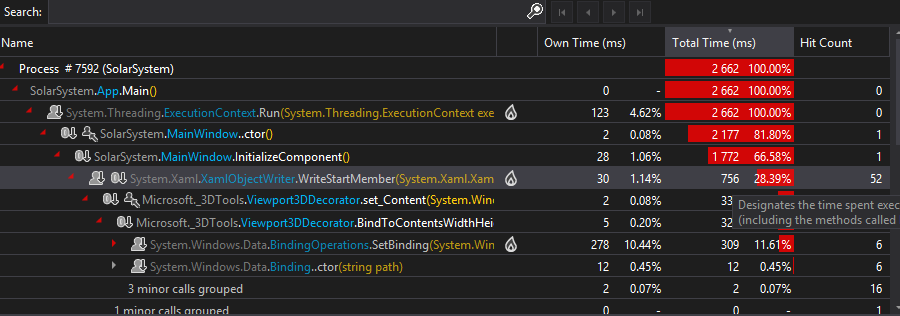 Search:
Name Own Time (ms) Total Time (ms) Hit Count
Process # 7592 (SolarSystem) 2 662 100.00% 0
SolarSystem.App.Main() 0 - 2 662 100.00% 0
System.Threading.ExecutionContext.Run(System.Threading.ExecutionContext exe 123 4.62% 2 662 100.00% 0
SolarSystem.MainWindow..ctor() 2 0.08% 2 177 81.80% 1
SolarSystem.MainWindow.InitializeComponent() 28 1.06% 1 772 66.58% 1
System.Xaml.XamlObjectWriter.WriteStartMember(System.Xaml.Xam 30 1.14% 756 28.39% 52
Microsoft._3DTools.Viewport3DDecorator.set_Content(System.Win 2 0.08% 33
Designates the time spent exec
(including the methods called
Microsoft._3DTools.Viewport3DDecorator.BindToContentsWidthHei 5 0.20% 32
System.Windows.Data.BindingOperations.SetBinding(System.Win 278 10.44% 309 11.61% 6
System.Windows.Data.Binding..ctor(string path) 12 0.45% 12 0.45% 6
3 minor calls grouped 2 0.07% 2 0.07% 16
1 minor calls grouped 0 - 0 - 1